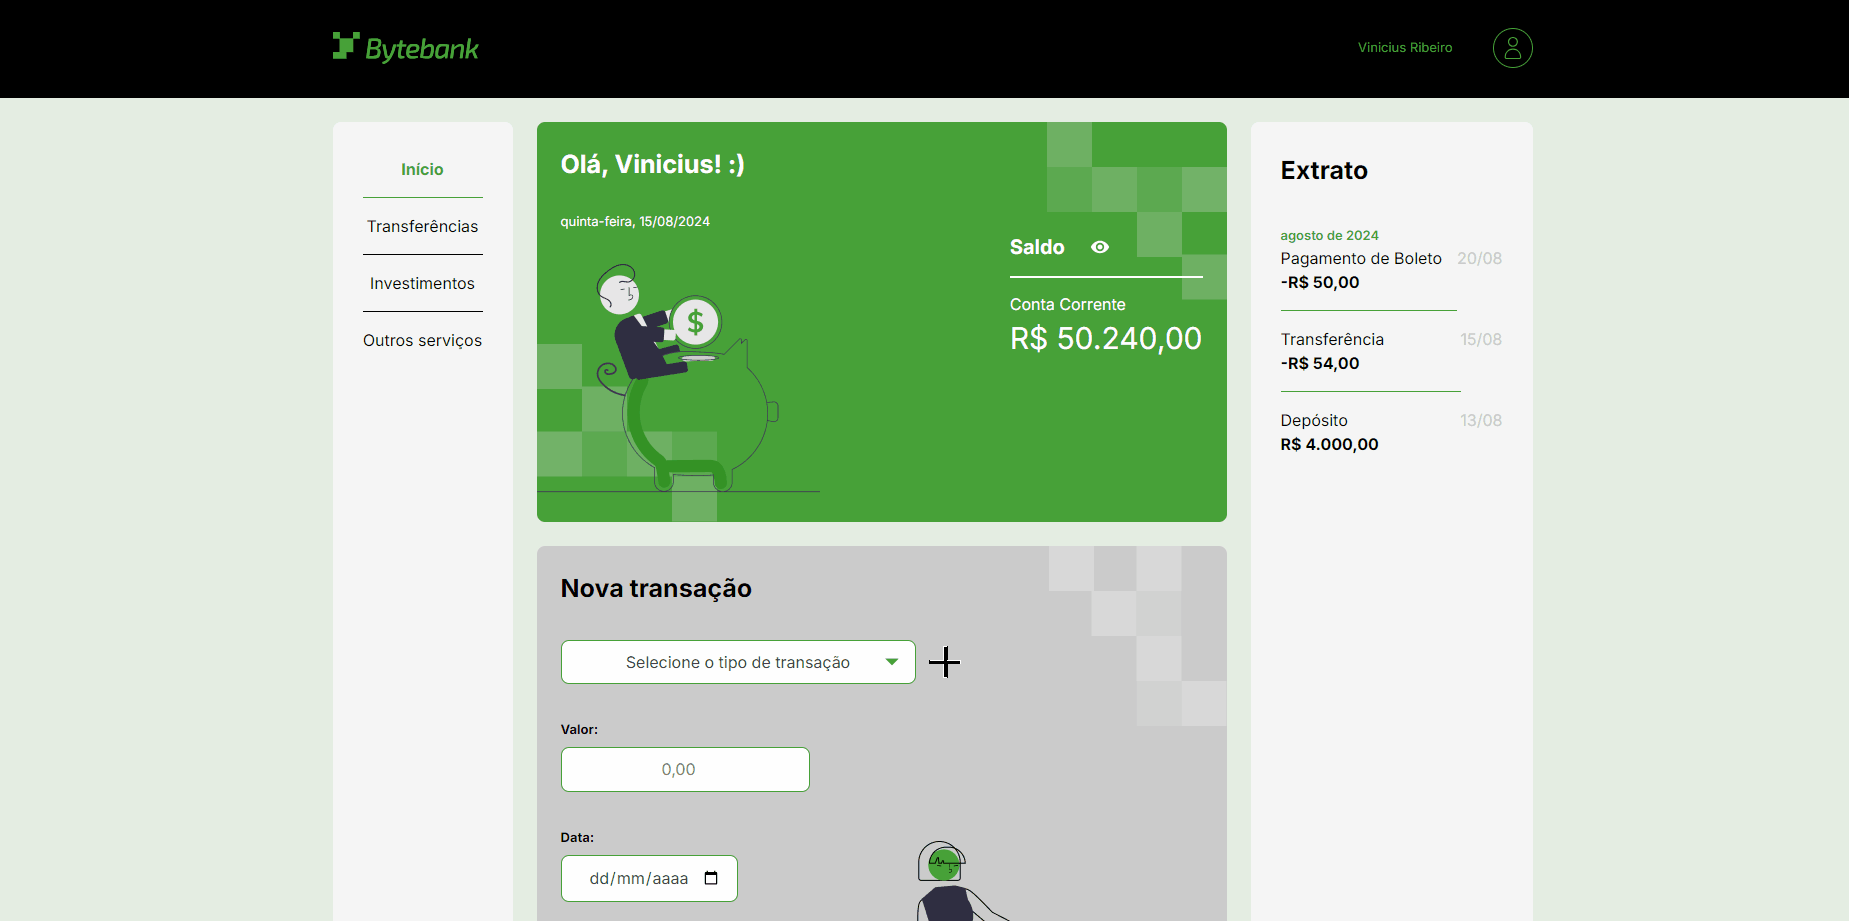 Bytebank
Vinicius Ribeiro
Início
Transferências
Investimentos
Outros serviços
Olá, Vinicius! :)
quinta-feira, 15/08/2024
Saldo
Conta Corrente
R$ 50.240,00
$
Nova transação
Selecione o tipo de transação
Valor:
0,00
Data:
dd/mm/aaaa
Extrato
agosto de 2024
Pagamento de Boleto 20/08
-R$ 50,00
Transferência 15/08
-R$ 54,00
Depósito 13/08
R$ 4.000,00